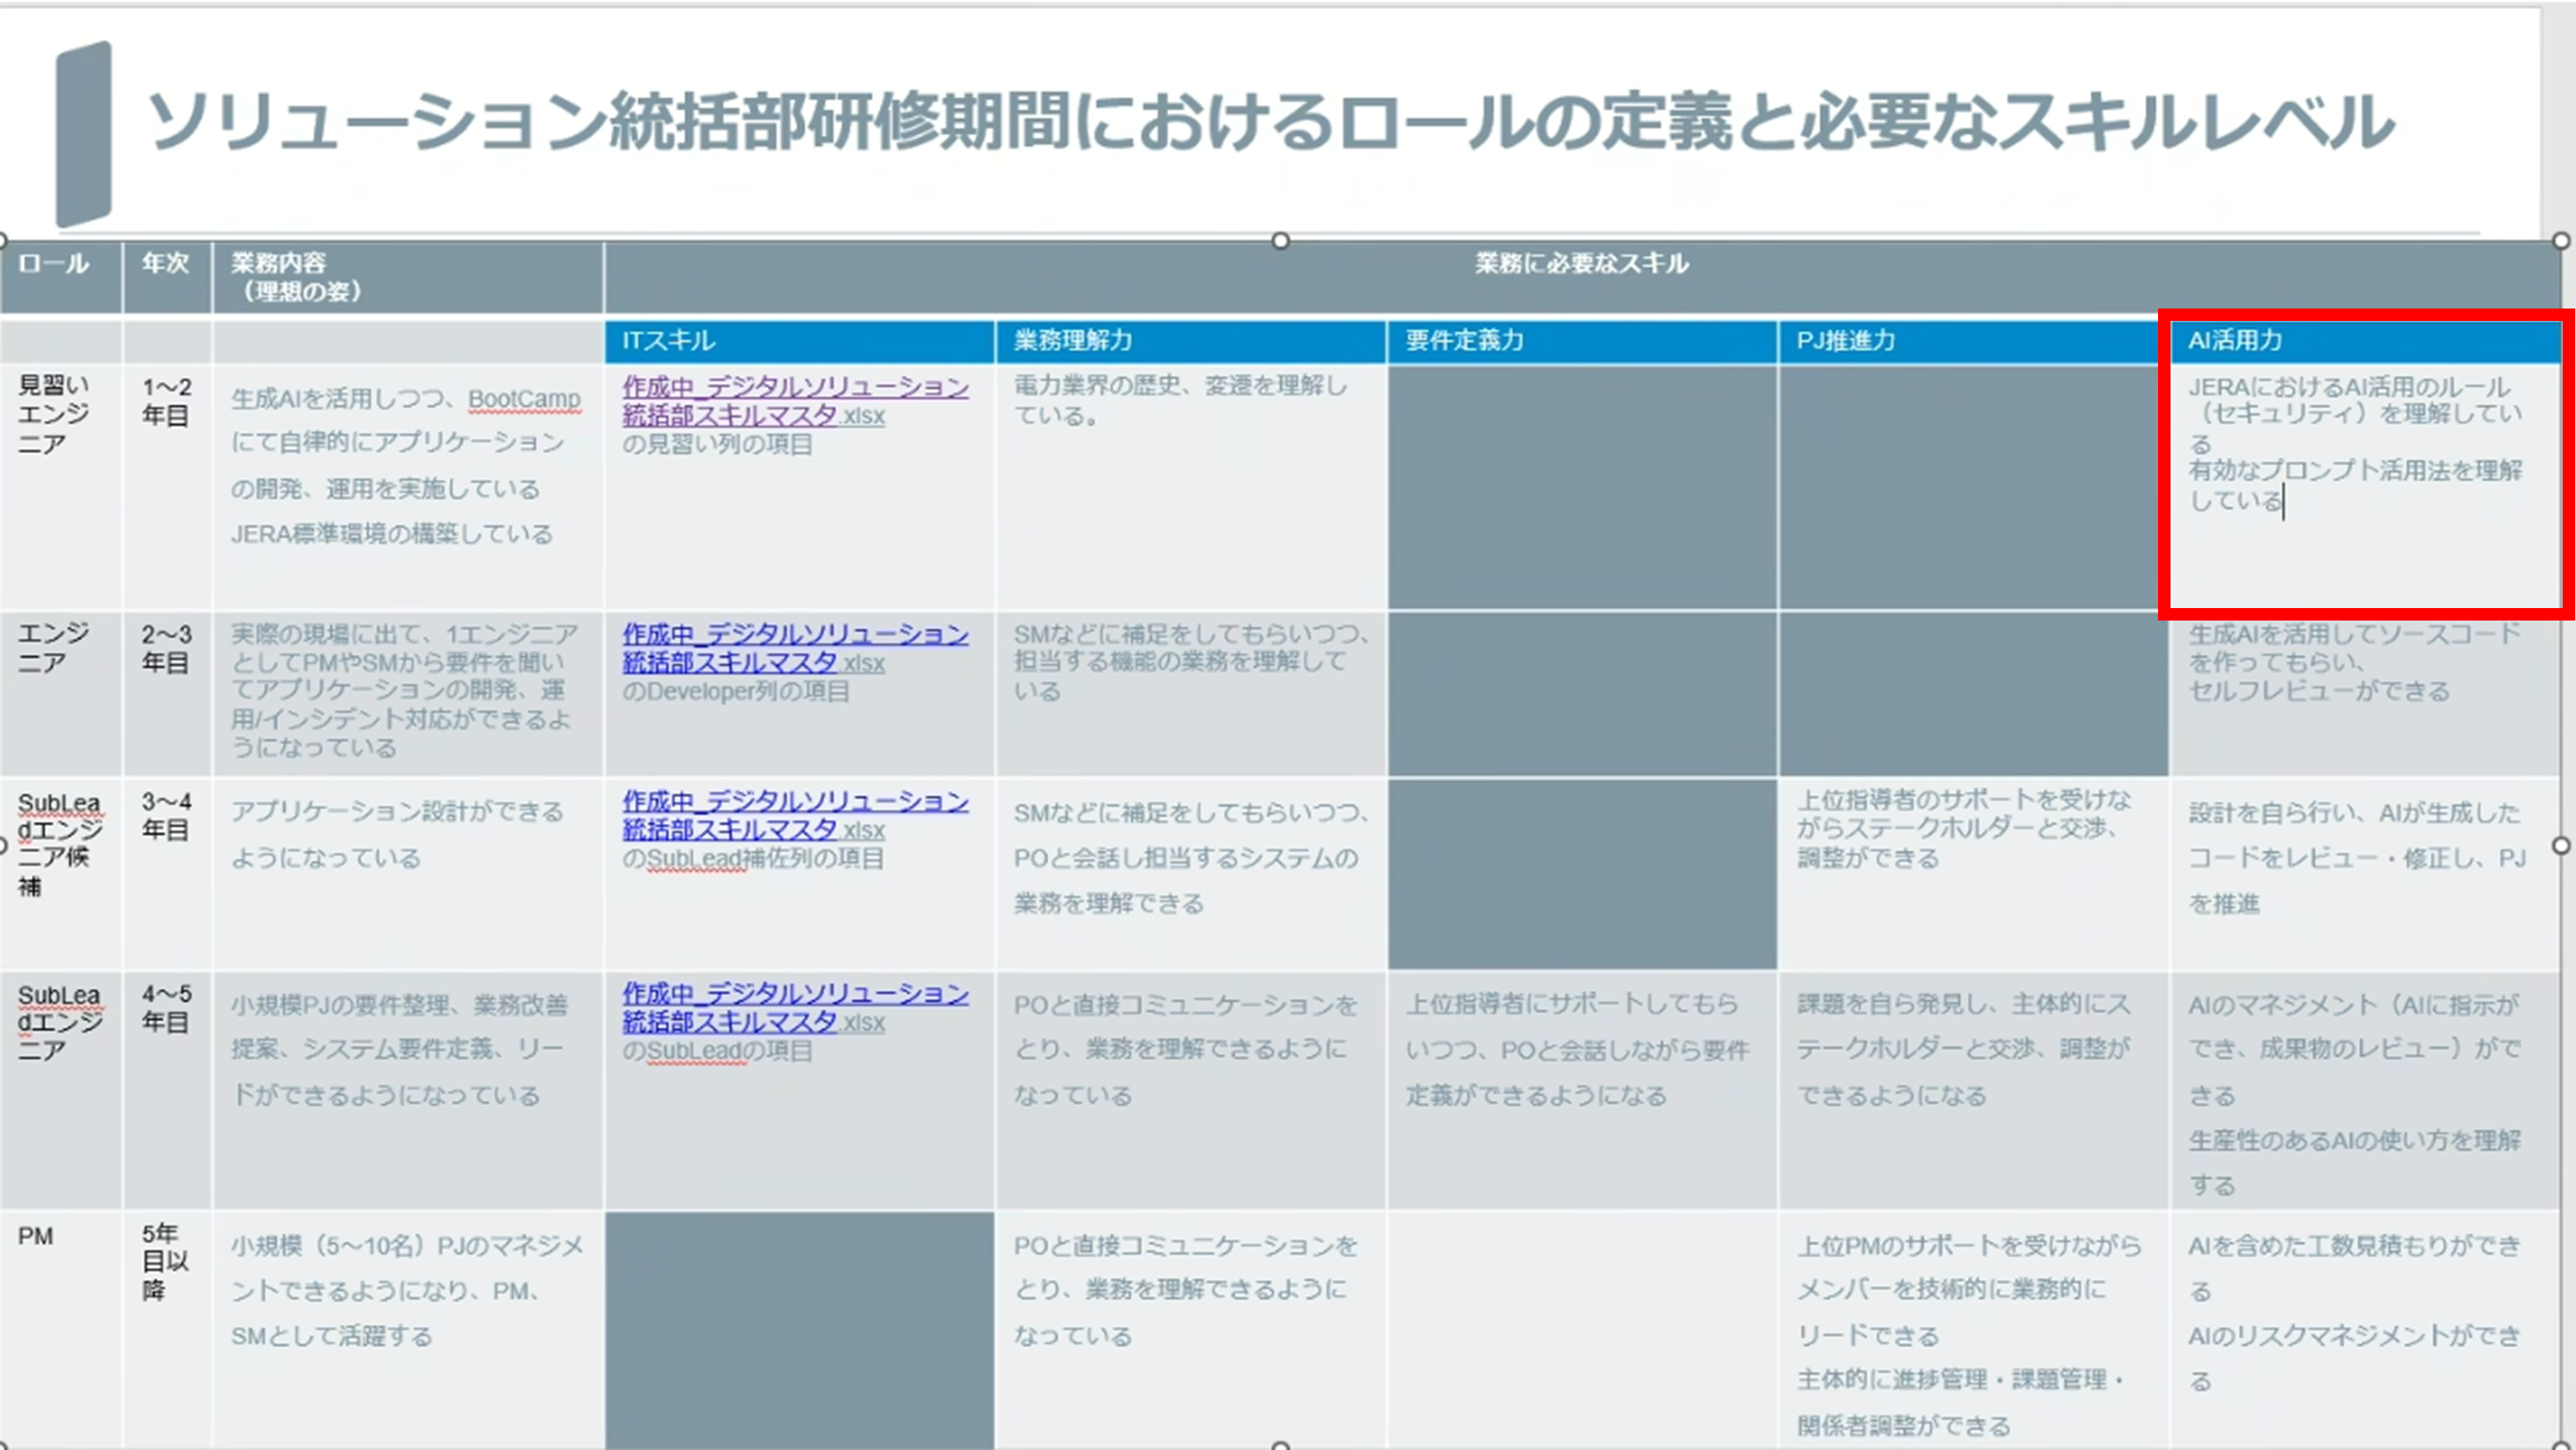 ソリューション統括部研修期間におけるロールの定義と必要なスキルレベル
ロール
年次
業務内容
（理想の姿）
業務に必要なスキル
ITスキル
業務理解力
要件定義力
PJ推進力
AI活用力
見習い
エンジ
ニア
1～2
年目
生成AIを活用しつつ、BootCamp
にて自律的にアプリケーション
の開発、運用を実施している
JERA標準環境の構築している
作成中_デジタルソリューション
統括部スキルマスタ.xlsx
の見習い列の項目
電力業界の歴史、変遷を理解し
ている。
JERAにおけるAI活用のルール
（セキュリティ）を理解してい
る
有効なプロンプト活用法を理解
している
エンジ
ニア
2～3
年目
実際の現場に出て、1エンジニア
としてPMやSMから要件を聞い
てアプリケーションの開発、運
用/インシデント対応ができるよ
うになっている
作成中_デジタルソリューション
統括部スキルマスタ.xlsx
のDeveloper列の項目
SMなどに補足をしてもらいつつ、
担当する機能の業務を理解して
いる
生成AIを活用してソースコード
を作ってもらい、
セルフレビューができる
SubLea
dエンジ
ニア候
補
3～4
年目
アプリケーション設計ができる
ようになっている
作成中_デジタルソリューション
統括部スキルマスタ.xlsx
のSubLead補佐列の項目
SMなどに補足をしてもらいつつ、
POと会話し担当するシステムの
業務を理解できる
上位指導者のサポートを受けな
がらステークホルダーと交渉、
調整ができる
設計を自ら行い、AIが生成した
コードをレビュー・修正し、PJ
を推進
SubLea
dエンジ
ニア
4～5
年目
小規模PJの要件整理、業務改善
提案、システム要件定義、リー
ドができるようになっている
作成中_デジタルソリューション
統括部スキルマスタ.xlsx
のSubLeadの項目
POと直接コミュニケーションを
とり、業務を理解できるように
なっている
上位指導者にサポートしてもら
いつつ、POと会話しながら要件
定義ができるようになる
課題を自ら発見し、主体的にス
テークホルダーと交渉、調整が
できるようになる
AIのマネジメント（AIに指示が
でき、成果物のレビュー）がで
きる
生産性のあるAIの使い方を理解
する
PM
5年
目以
降
小規模（5～10名）PJのマネジメ
ントできるようになり、PM、
SMとして活躍する
POと直接コミュニケーションを
とり、業務を理解できるように
なっている
上位PMのサポートを受けながら
メンバーを技術的に業務的に
リードできる
主体的に進捗管理・課題管理・
関係者調整ができる
AIを含めた工数見積もりができ
る
AIのリスクマネジメントができ
る